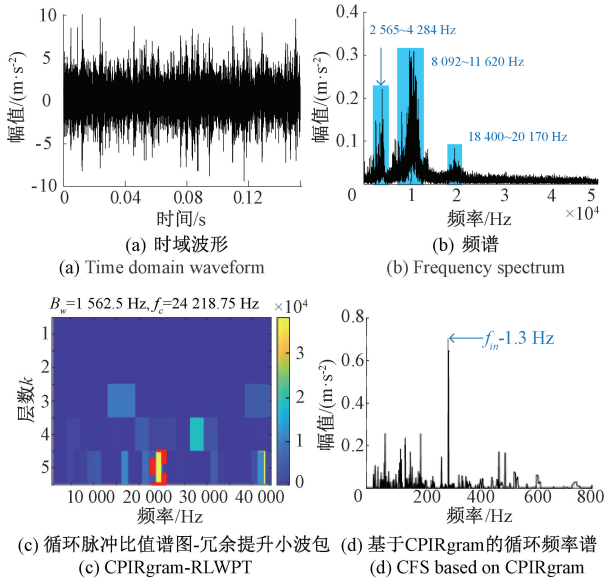 10
5
0
-5
-10
幅值/(m·s-2)
0
0.04
0.08
0.12
时间/s
(a) 时域波形
(a) Time domain waveform
0.4
0.3
0.2
0.1
幅值/(m·s-2)
2 565~4 284 Hz
8 092~11 620 Hz
18 400~20 170 Hz
0
1
2
3
4
5
频率/Hz
×10⁴
(b) 频谱
(b) Frequency spectrum
Bw=1 562.5 Hz, fc=24 218.75 Hz
×10⁴
1
2
3
4
5
层数k
10 000
20 000
30 000
40 000
频率/Hz
3
2
1
0
(c) 循环脉冲比值谱图-冗余提升小波包
(c) CPIRgram-RLWPT
0.8
0.6
0.4
0.2
幅值/(m·s-2)
fin-1.3 Hz
0
200
400
600
800
频率/Hz
(d) 基于CPIRgram的循环频率谱
(d) CFS based on CPIRgram